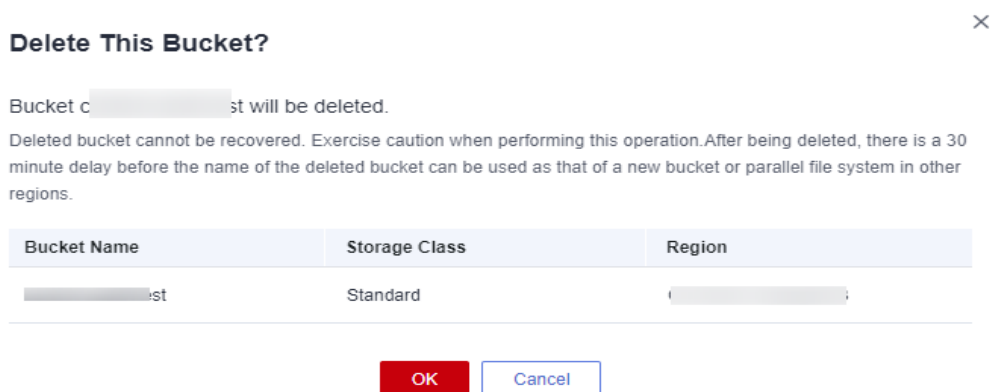 Delete This Bucket?
Bucket will be deleted.
Deleted bucket cannot be recovered. Exercise caution when performing this operation.After being deleted, there is a 30
minute delay before the name of the deleted bucket can be used as that of a new bucket or parallel file system in other
regions.
Bucket Name Storage Class Region
Standard
OK Cancel